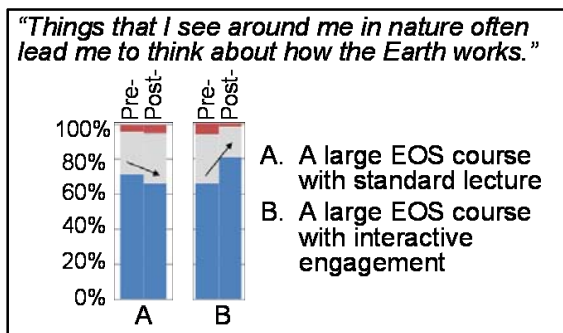 “Things that I see around me in nature often
lead me to think about how the Earth works.”
Pre-
Post-
Pre-
Post-
100%
80%
60%
40%
20%
0%
A
B
A. A large EOS course
with standard lecture
B. A large EOS course
with interactive
engagement